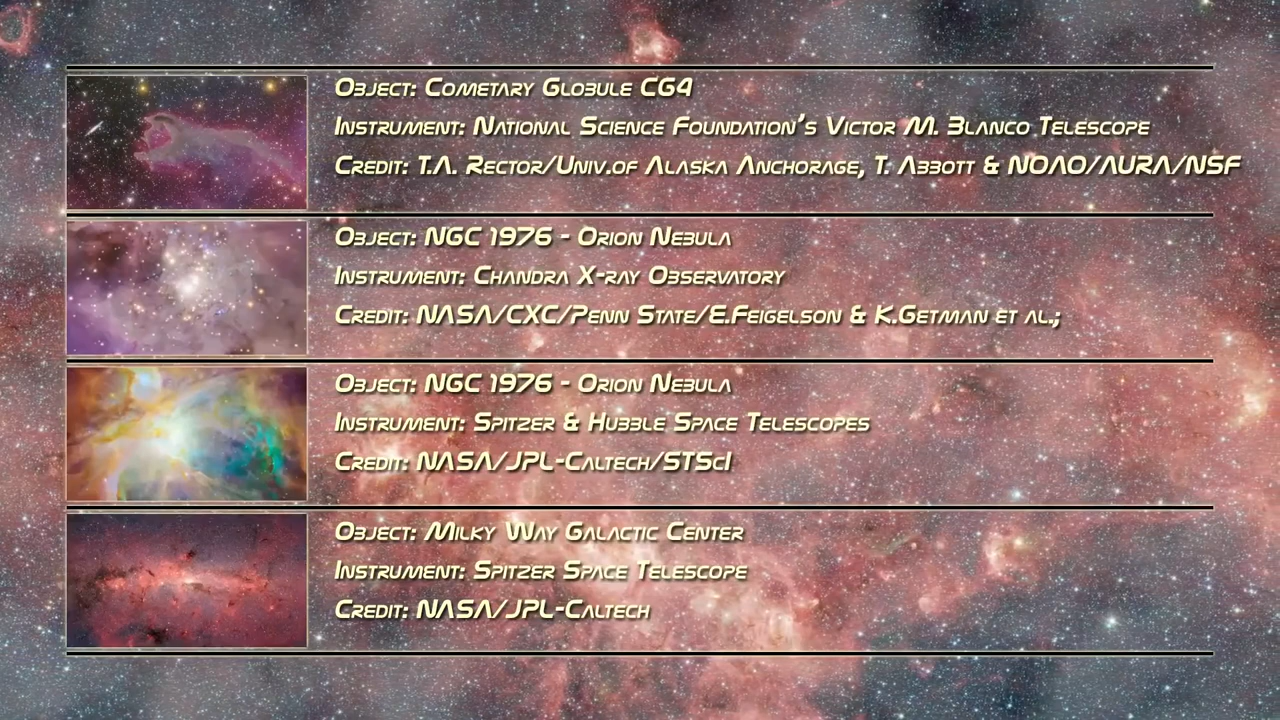 Object: Cometary Globule CG4
Instrument: National Science Foundation's Victor M. Blanco Telescope
Credit: T.A. Rector/Univ.of Alaska Anchorage, T. Abbott & NOAO/AURA/NSF
Object: NGC 1976 - Orion Nebula
Instrument: Chandra X-ray Observatory
Credit: NASA/CXC/Penn State/E.Feigelson & K.Getman et al.;
Object: NGC 1976 - Orion Nebula
Instrument: Spitzer & Hubble Space Telescopes
Credit: NASA/JPL-Caltech/STScI
Object: Milky Way Galactic Center
Instrument: Spitzer Space Telescope
Credit: NASA/JPL-Caltech